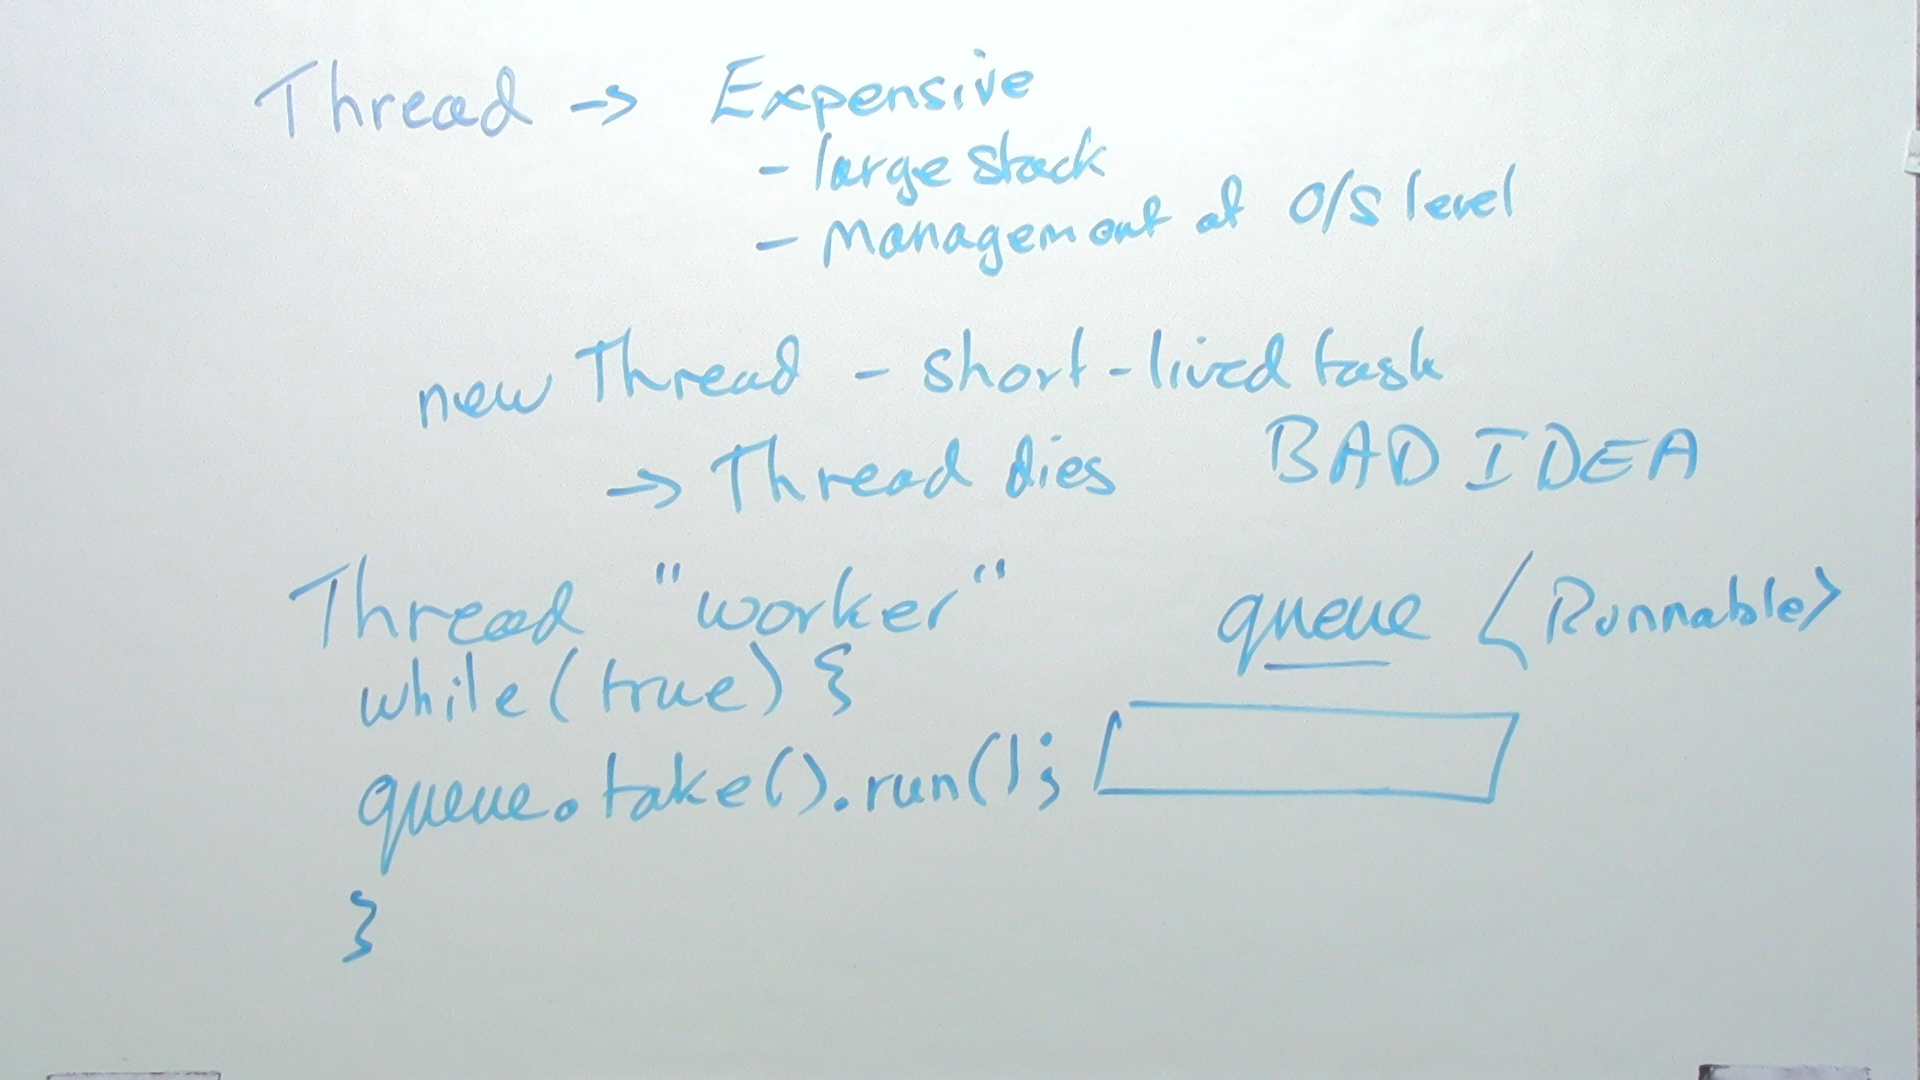 Thread -> Expensive
- large stack
- Management at O/S level
new Thread - short-lived task
-> Thread dies BAD IDEA
Thread "worker" queue <Runnable>
while(true) {
queue.take().run();
}